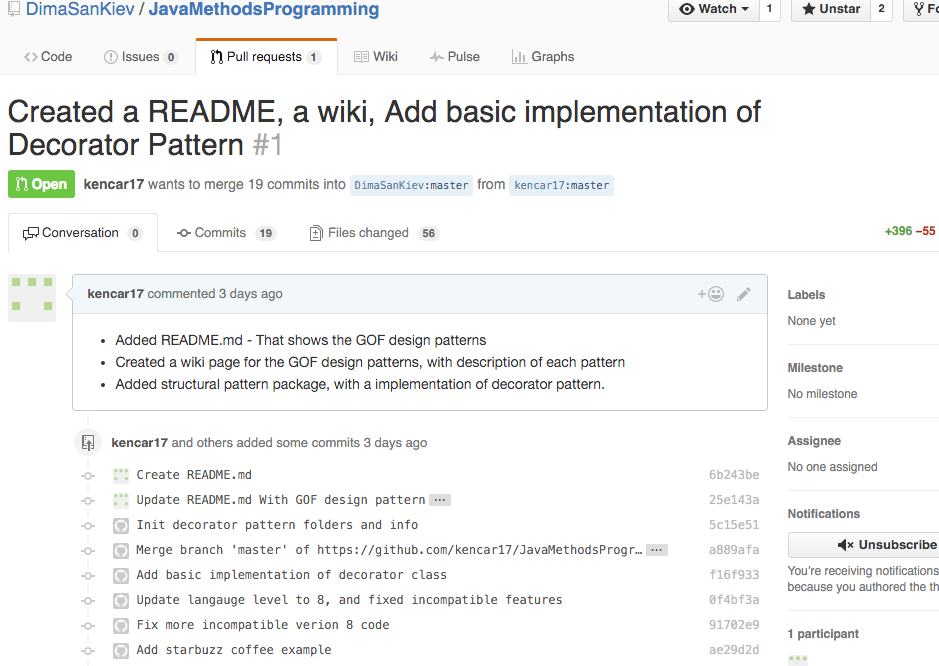 DimaSanKiev / JavaMethodsProgramming
Watch 1 Unstar 2
Code Issues 0 Pull requests 1 Wiki Pulse Graphs
Created a README, a wiki, Add basic implementation of
Decorator Pattern #1
Open kencar17 wants to merge 19 commits into DimaSanKiev:master from kencar17:master
Conversation 0 Commits 19 Files changed 56 +396 −55
kencar17 commented 3 days ago
• Added README.md - That shows the GOF design patterns
• Created a wiki page for the GOF design patterns, with description of each pattern
• Added structural pattern package, with a implementation of decorator pattern.
kencar17 and others added some commits 3 days ago
Create README.md 6b243be
Update README.md With GOF design pattern … 25e143a
Init decorator pattern folders and info 5c15e51
Merge branch 'master' of https://github.com/kencar17/JavaMethodsProgr… … a889afa
Add basic implementation of decorator class f16f933
Update langauge level to 8, and fixed incompatible features 0f4bf3a
Fix more incompatible verion 8 code 91702e9
Add starbuzz coffee example ae29d2d
Labels
None yet
Milestone
No milestone
Assignee
No one assigned
Notifications
Unsubscribe
You're receiving notifications
because you authored the th
1 participant